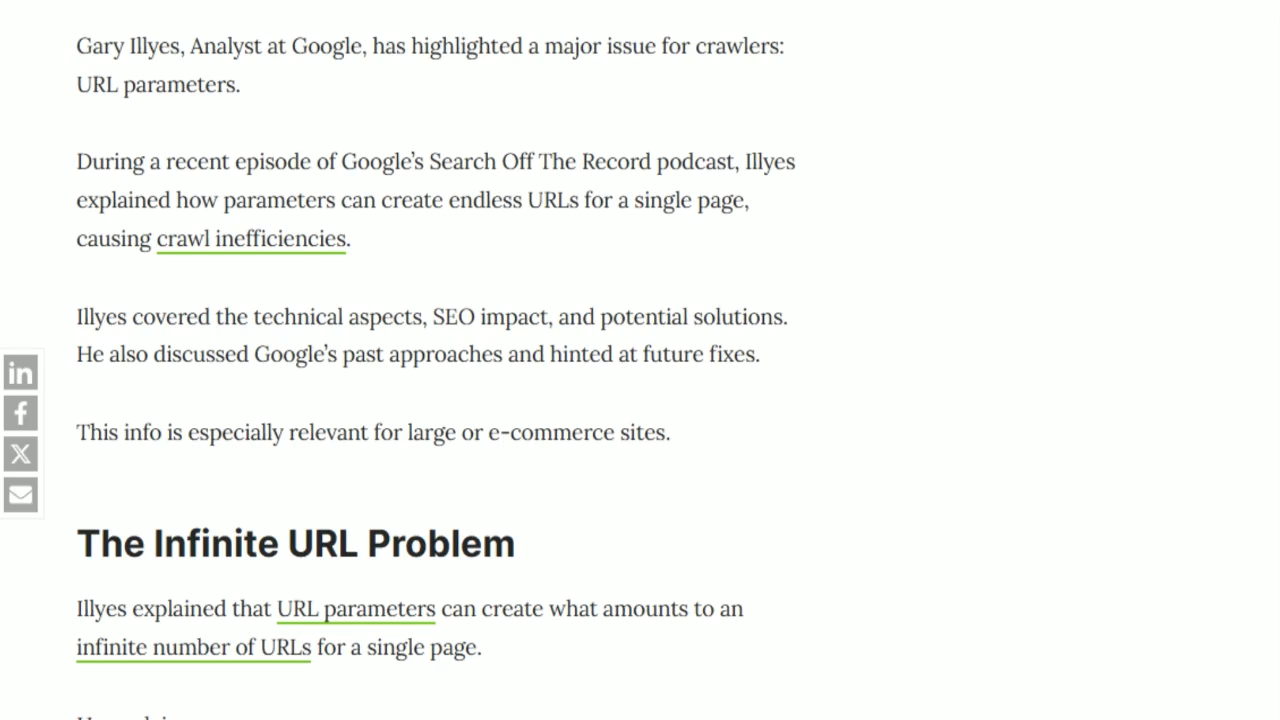 Gary Illyes, Analyst at Google, has highlighted a major issue for crawlers:
URL parameters.
During a recent episode of Google’s Search Off The Record podcast, Illyes
explained how parameters can create endless URLs for a single page,
causing crawl inefficiencies.
Illyes covered the technical aspects, SEO impact, and potential solutions.
He also discussed Google’s past approaches and hinted at future fixes.
This info is especially relevant for large or e-commerce sites.
The Infinite URL Problem
Illyes explained that URL parameters can create what amounts to an
infinite number of URLs for a single page.